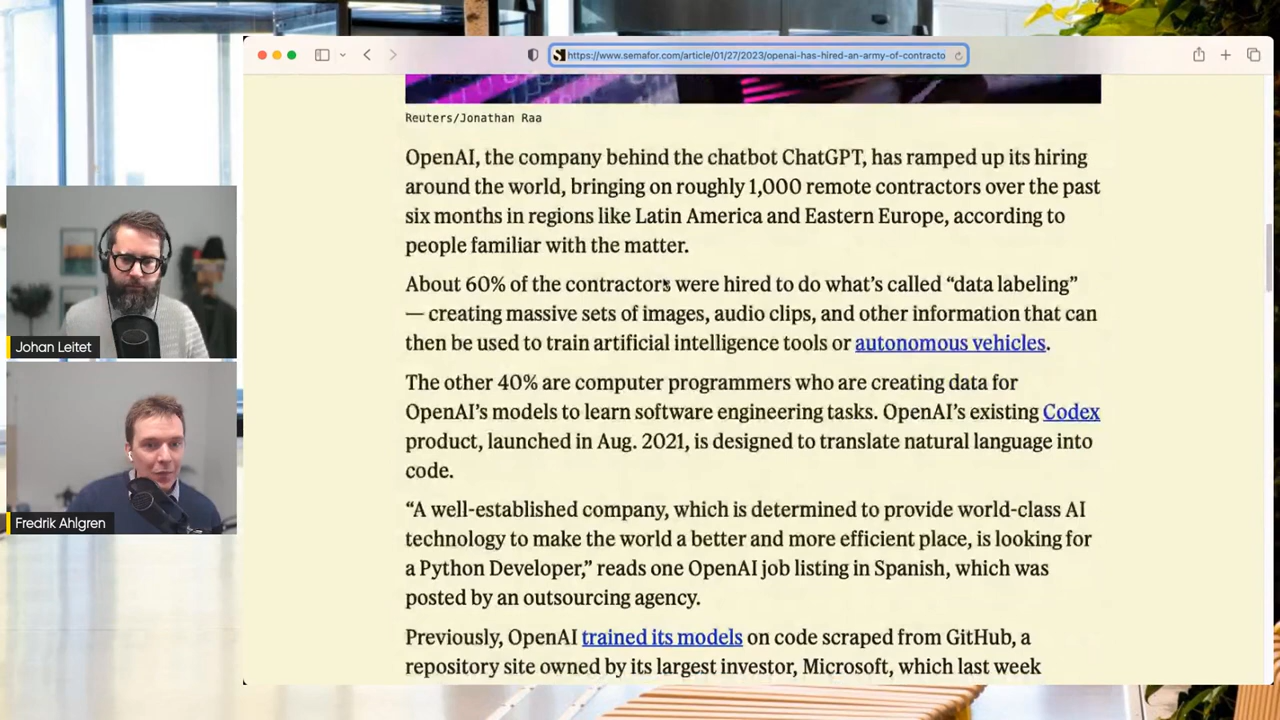 https://www.semafor.com/article/01/27/2023/openai-has-hired-an-army-of-contracto
Reuters/Jonathan Raa
OpenAI, the company behind the chatbot ChatGPT, has ramped up its hiring
around the world, bringing on roughly 1,000 remote contractors over the past
six months in regions like Latin America and Eastern Europe, according to
people familiar with the matter.
About 60% of the contractors were hired to do what’s called “data labeling”
— creating massive sets of images, audio clips, and other information that can
then be used to train artificial intelligence tools or autonomous vehicles.
The other 40% are computer programmers who are creating data for
OpenAI’s models to learn software engineering tasks. OpenAI’s existing Codex
product, launched in Aug. 2021, is designed to translate natural language into
code.
“A well-established company, which is determined to provide world-class AI
technology to make the world a better and more efficient place, is looking for
a Python Developer,” reads one OpenAI job listing in Spanish, which was
posted by an outsourcing agency.
Previously, OpenAI trained its models on code scraped from GitHub, a
repository site owned by its largest investor, Microsoft, which last week
Johan Leitet
Fredrik Ahlgren